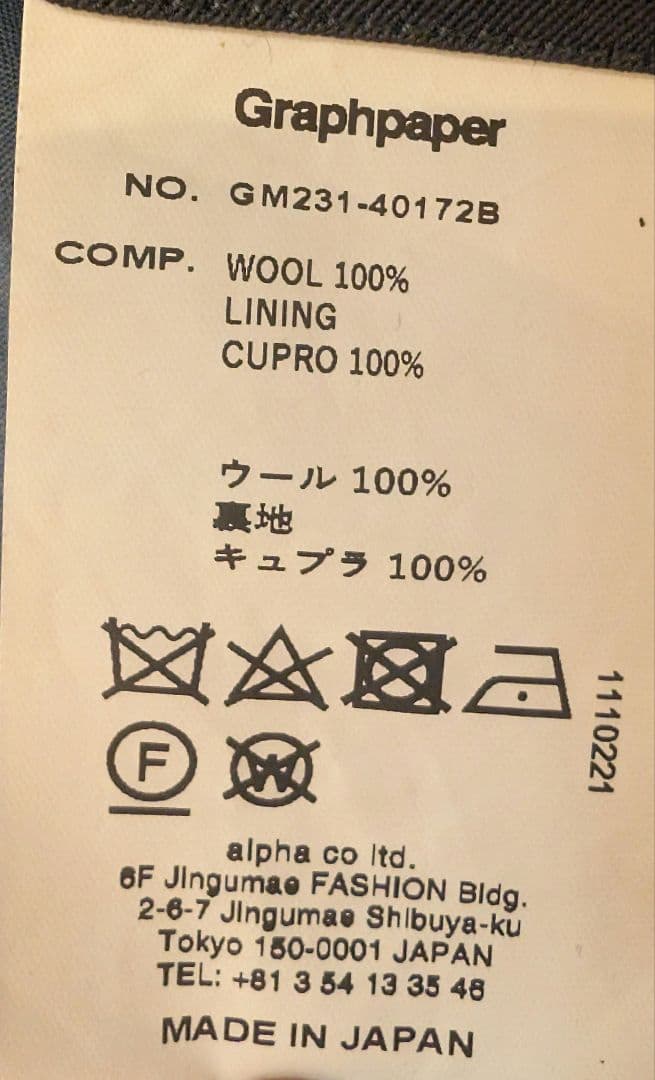 Graphpaper
NO. GM231-40172B
COMP. WOOL 100%
LINING
CUPRO 100%
ウール 100%
裏地
キュプラ 100%
1110221
F
W
alpha co ltd.
6F Jingumae FASHION Bldg.
2-6-7 Jingumae Shibuya-ku
Tokyo 150-0001 JAPAN
TEL: +81 3 54 13 35 46
MADE IN JAPAN